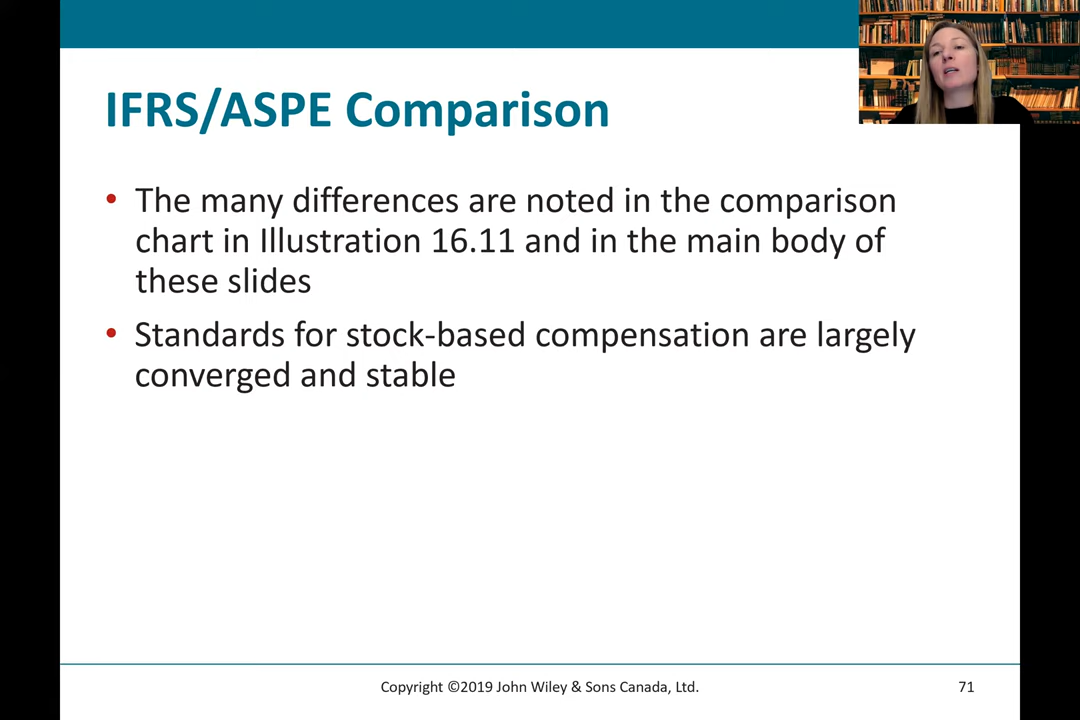 IFRS/ASPE Comparison
• The many differences are noted in the comparison
chart in Illustration 16.11 and in the main body of
these slides
• Standards for stock-based compensation are largely
converged and stable
Copyright ©2019 John Wiley & Sons Canada, Ltd.
71